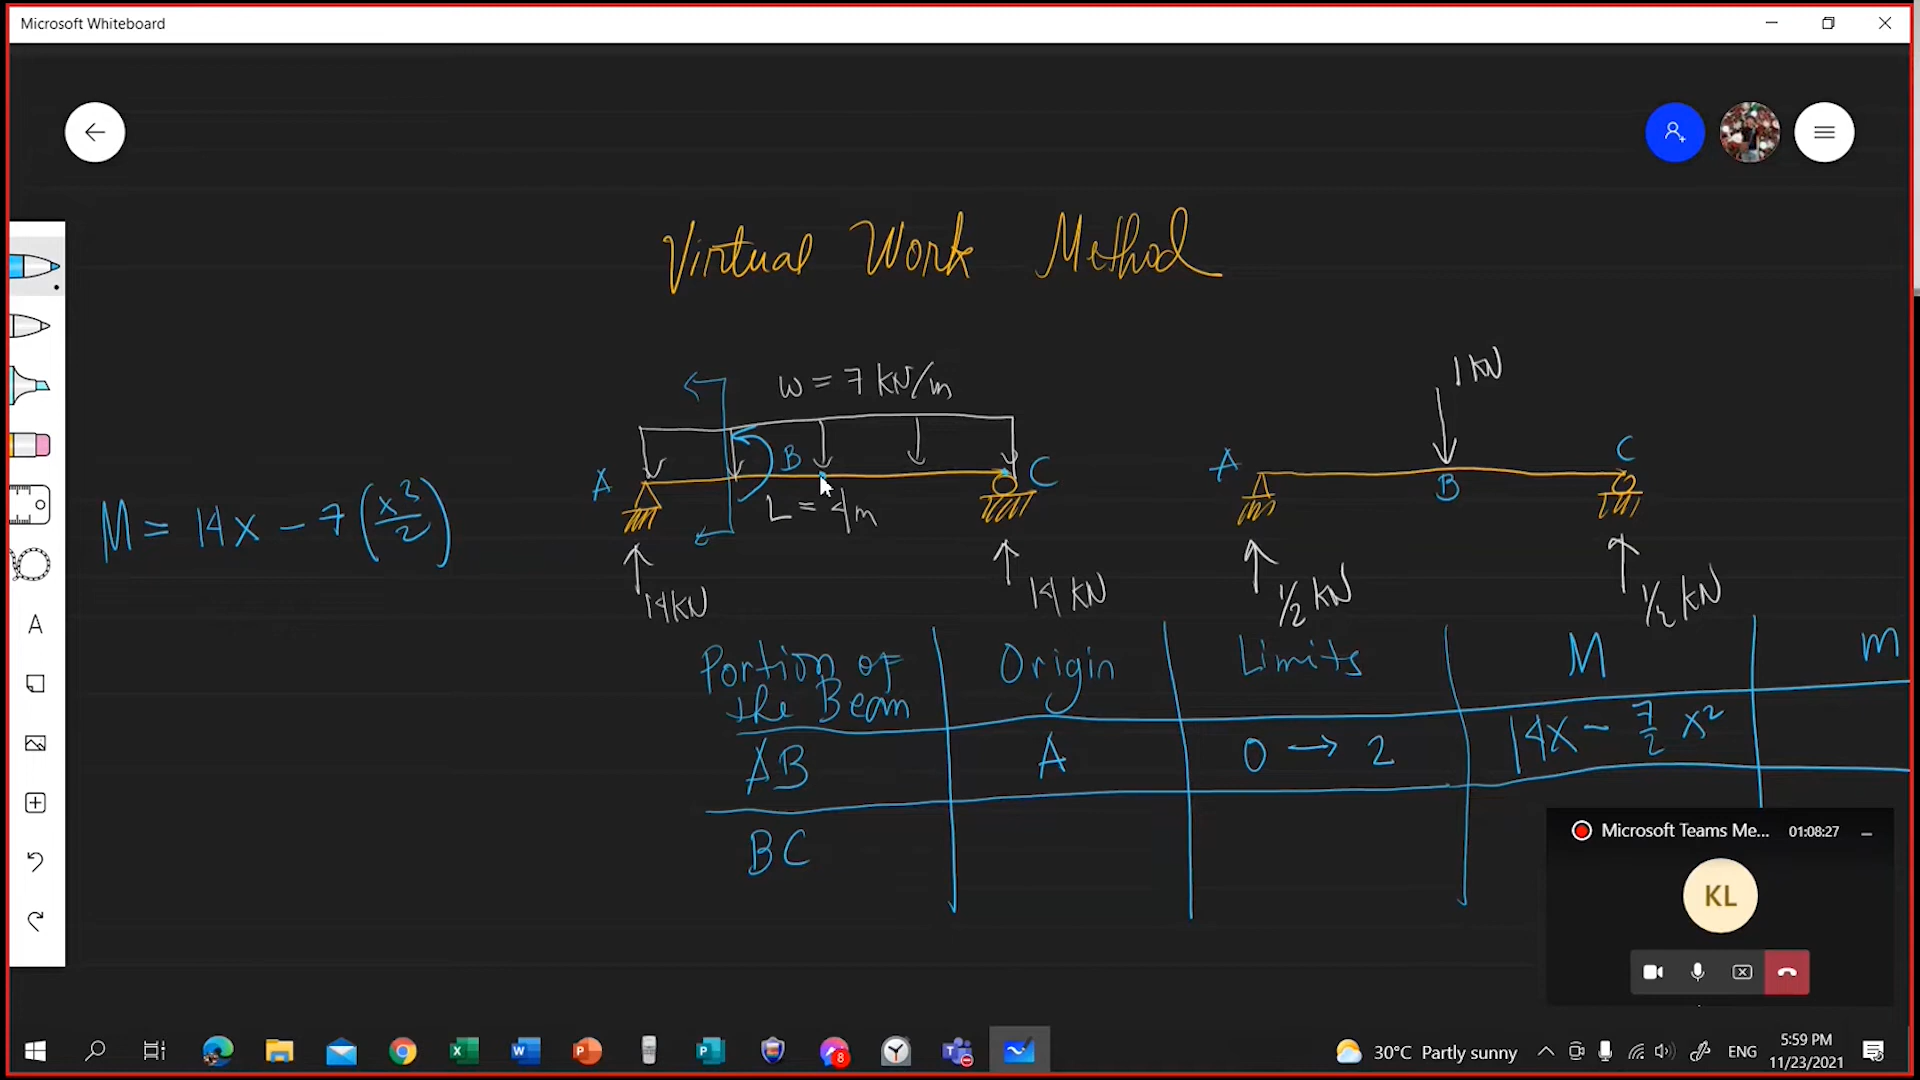 Microsoft Whiteboard
Virtual Work Method
w = 7 kN/m
1 kN
A
B
C
L = 4m
A
B
C
M = 14x - 7(x²/2)
14kN
14 kN
1/2 kN
1/2 kN
Portion of the Beam
Origin
Limits
M
m
AB
A
0 → 2
14x - 7/2 x²
BC
A
Microsoft Teams Me...
01:08:27
KL
8
30°C Partly sunny
ENG
5:59 PM
11/23/2021